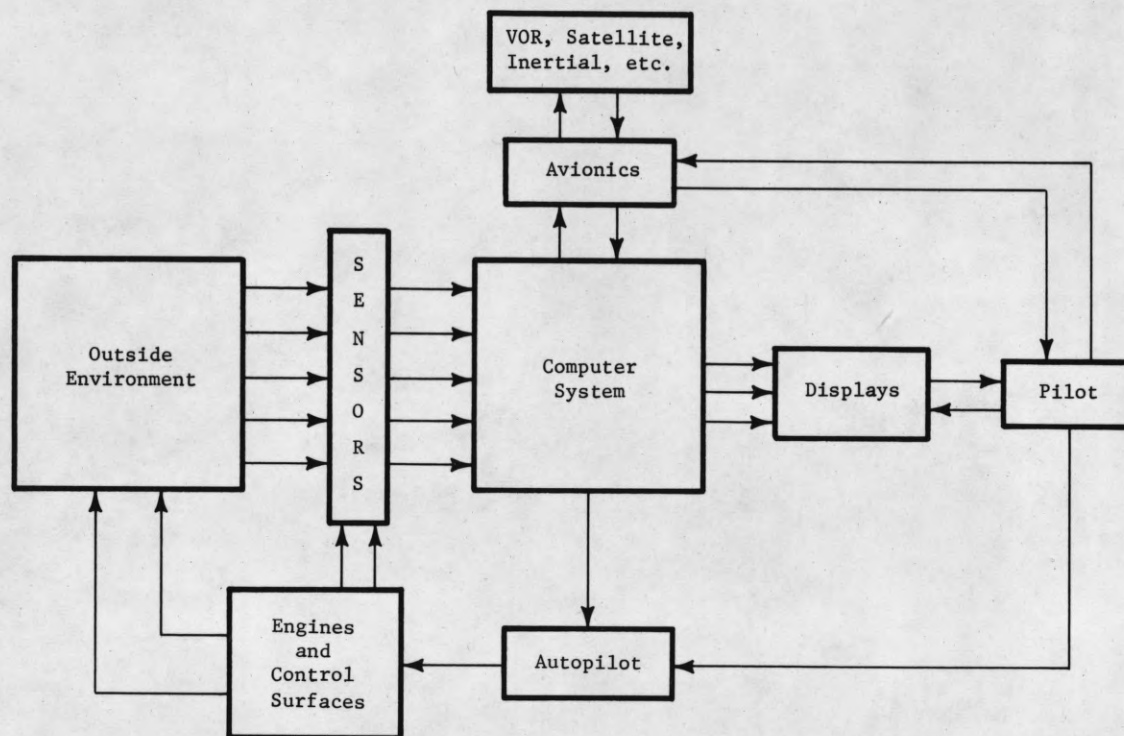 VOR, Satellite,
Inertial, etc.
Avionics
S
E
N
S
O
R
S
Outside
Environment
Computer
System
Displays
Pilot
Engines
and
Control
Surfaces
Autopilot